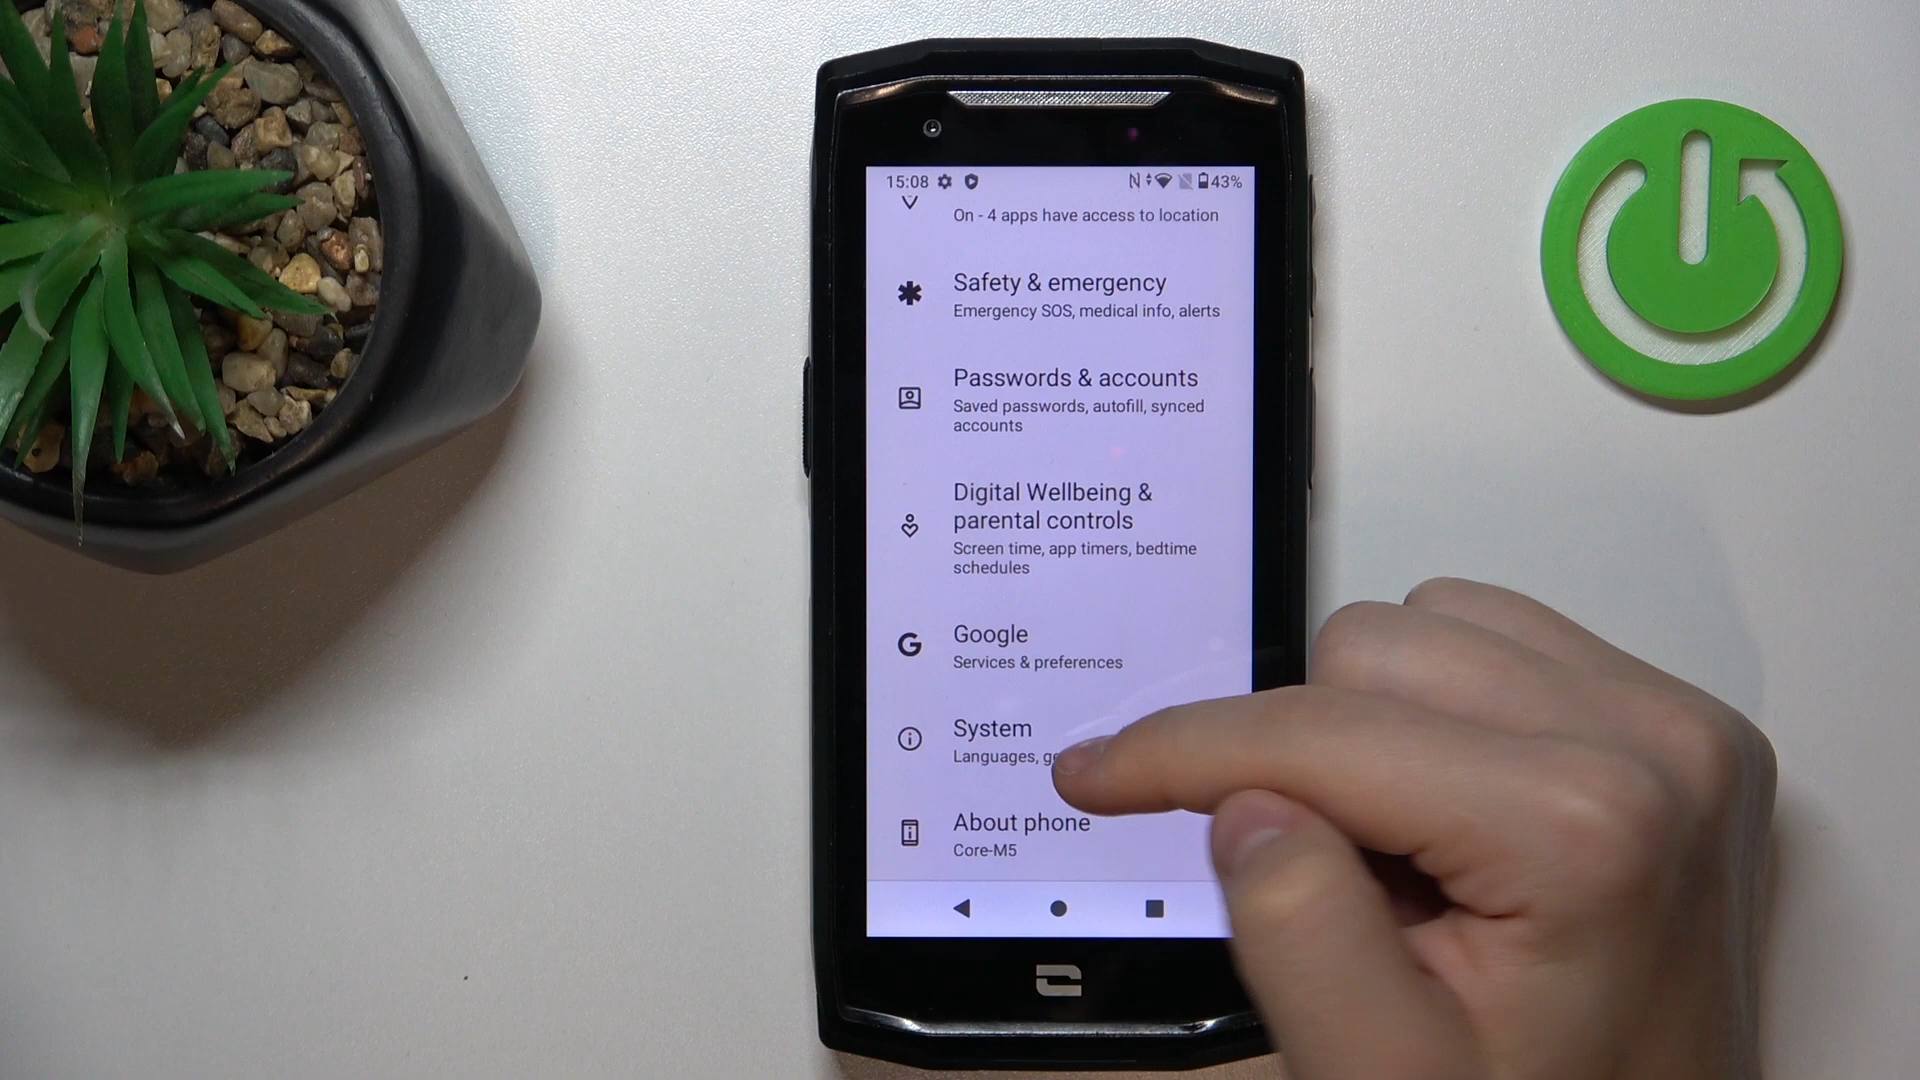 15:08 43%
On - 4 apps have access to location
Safety & emergency
Emergency SOS, medical info, alerts
Passwords & accounts
Saved passwords, autofill, synced
accounts
Digital Wellbeing &
parental controls
Screen time, app timers, bedtime
schedules
Google
Services & preferences
System
Languages,
About phone
Core-M5